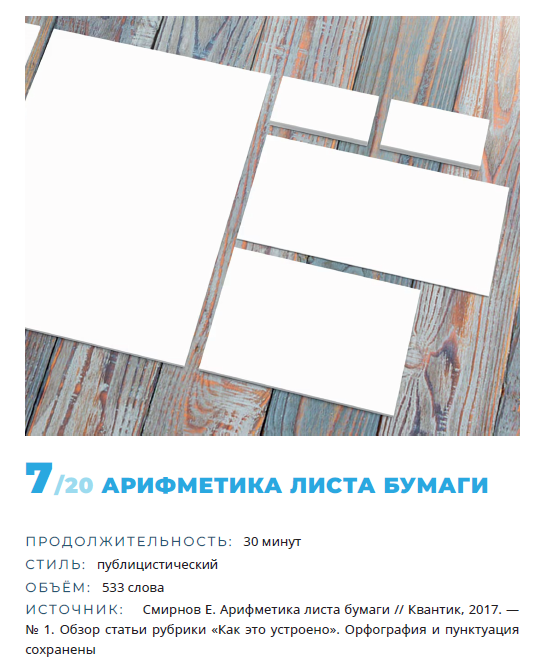 7/20 АРИФМЕТИКА ЛИСТА БУМАГИ
ПРОДОЛЖИТЕЛЬНОСТЬ: 30 минут
СТИЛЬ: публицистический
ОБЪЁМ: 533 слова
ИСТОЧНИК: Смирнов Е. Арифметика листа бумаги // Квантик, 2017. —
№ 1. Обзор статьи рубрики «Как это устроено». Орфография и пунктуация
сохранены